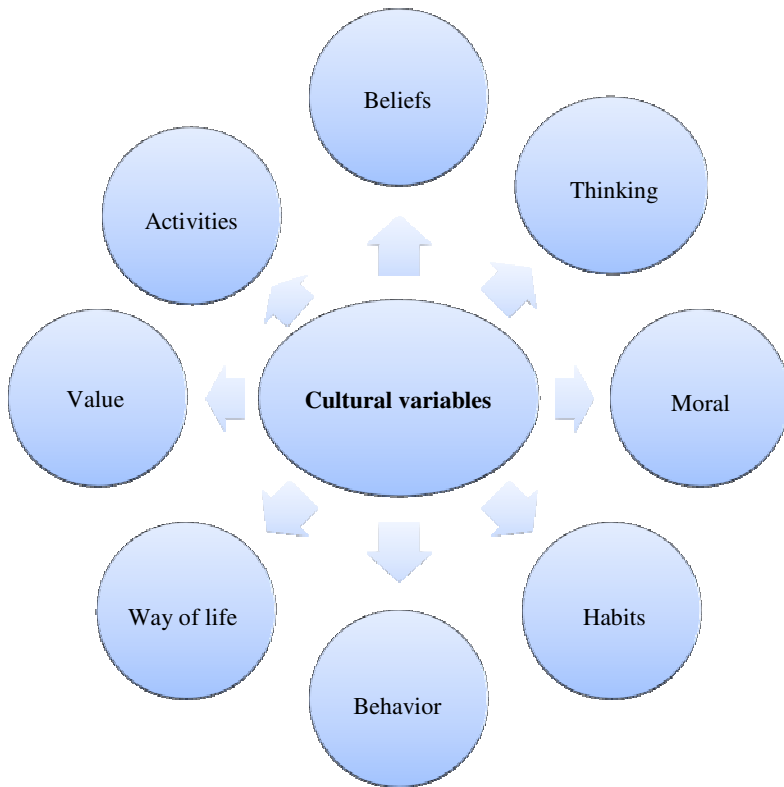 Beliefs
Thinking
Activities
Value
Cultural variables
Moral
Way of life
Habits
Behavior